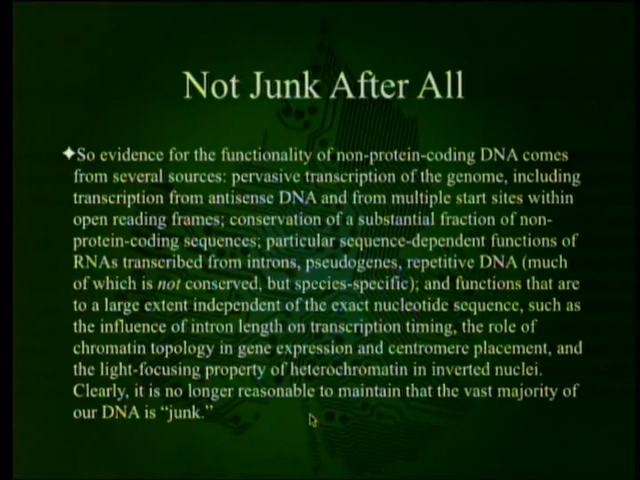 Not Junk After All
✦So evidence for the functionality of non-protein-coding DNA comes
from several sources: pervasive transcription of the genome, including
transcription from antisense DNA and from multiple start sites within
open reading frames; conservation of a substantial fraction of non-
protein-coding sequences; particular sequence-dependent functions of
RNAs transcribed from introns, pseudogenes, repetitive DNA (much
of which is not conserved, but species-specific); and functions that are
to a large extent independent of the exact nucleotide sequence, such as
the influence of intron length on transcription timing, the role of
chromatin topology in gene expression and centromere placement, and
the light-focusing property of heterochromatin in inverted nuclei.
Clearly, it is no longer reasonable to maintain that the vast majority of
our DNA is “junk.”